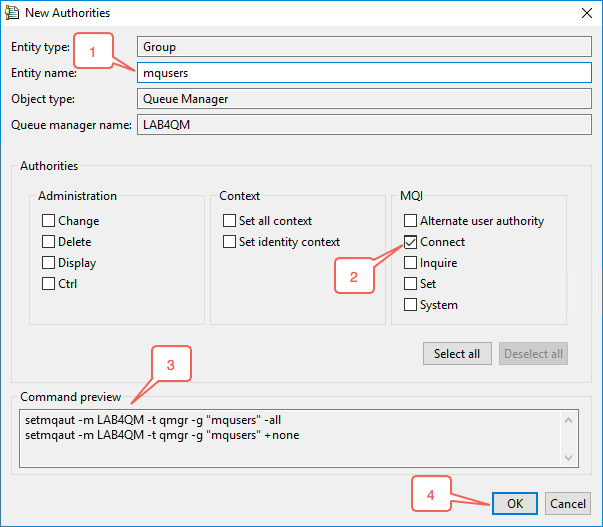 New Authorities
1
Entity type: Group
Entity name: mqusers
Object type: Queue Manager
Queue manager name: LAB4QM
Authorities
Administration
Change
Delete
Display
Ctrl
Context
Set all context
Set identity context
MQI
Alternate user authority
Connect
Inquire
Set
System
2
Select all
Deselect all
3
Command preview
setmqaut -m LAB4QM -t qmgr -g "mqusers" -all
setmqaut -m LAB4QM -t qmgr -g "mqusers" +none
4
OK
Cancel